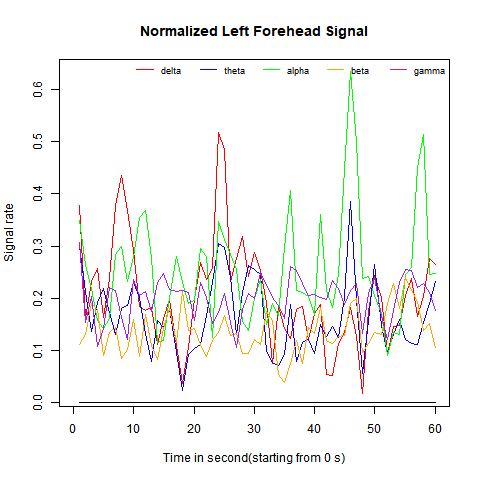 Normalized Left Forehead Signal
delta theta alpha beta gamma
Signal rate
0.6
0.5
0.4
0.3
0.2
0.1
0.0
0 10 20 30 40 50 60
Time in second(starting from 0 s)